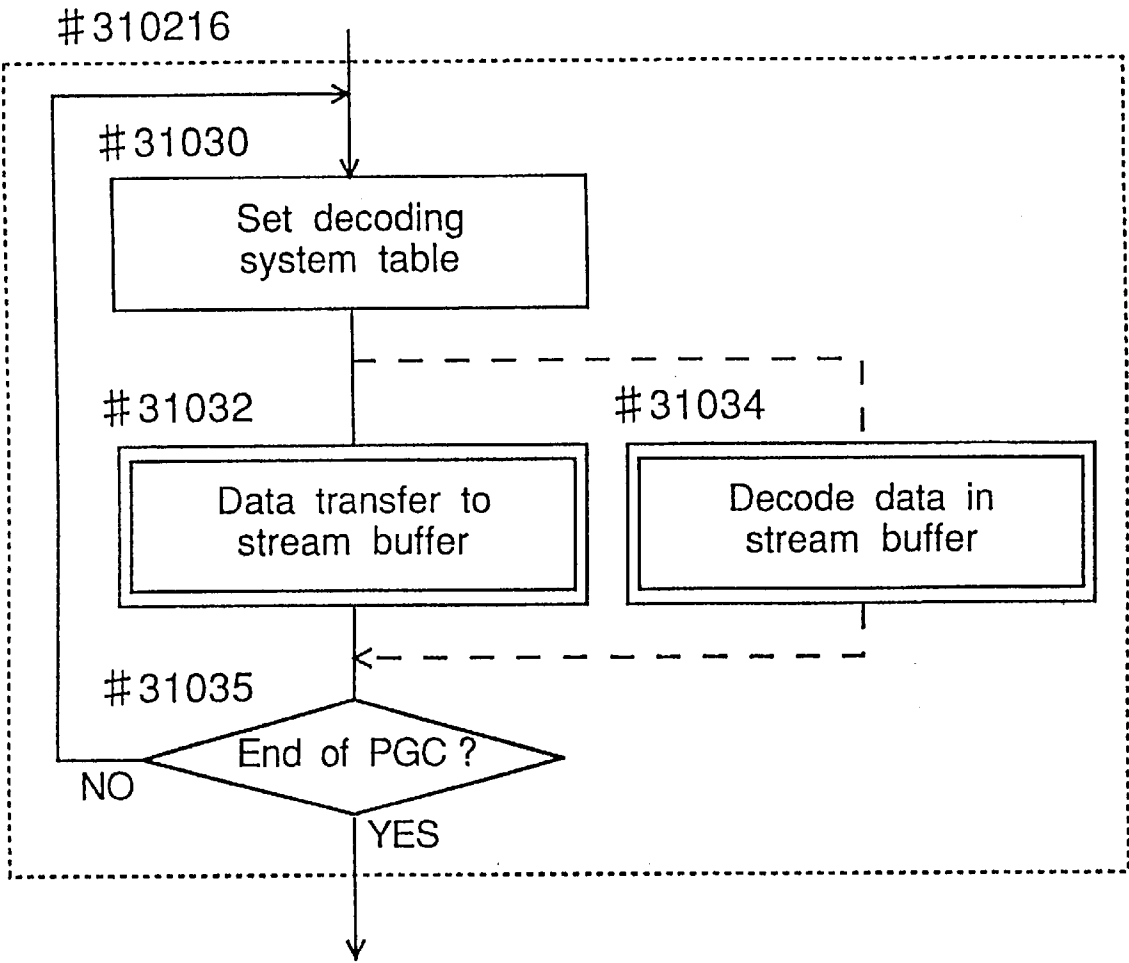 #310216
#31030
Set decoding
system table
#31032
#31034
Data transfer to
stream buffer
Decode data in
stream buffer
#31035
End of PGC ?
NO
YES